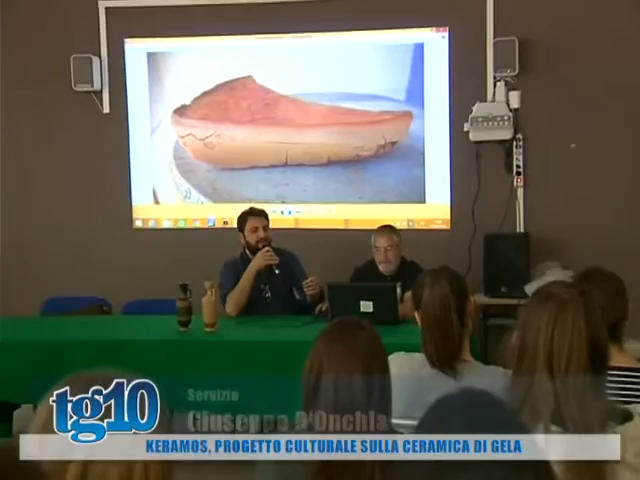 tg10
Servizio
Giuseppe D'Onchia
KERAMOS, PROGETTO CULTURALE SULLA CERAMICA DI GELA